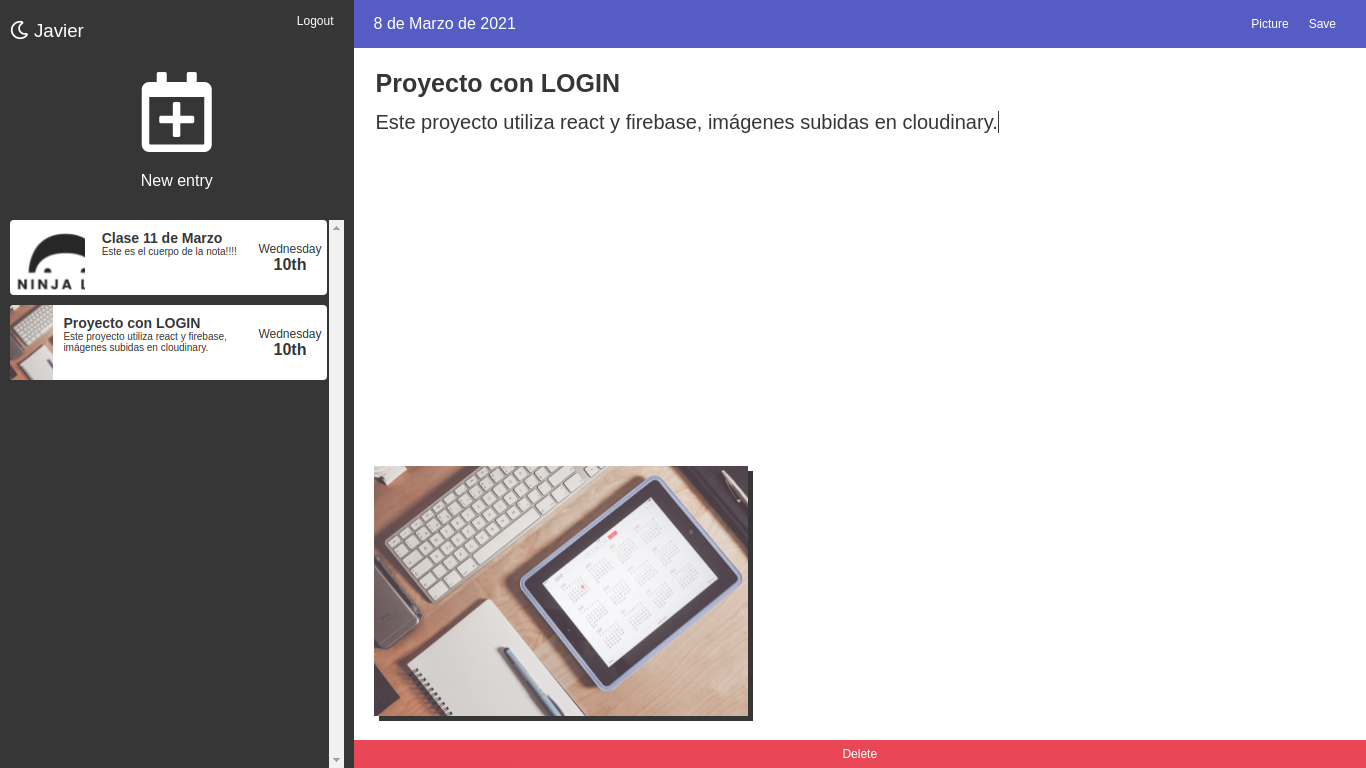 Javier
Logout
New entry
Clase 11 de Marzo
Este es el cuerpo de la nota!!!!
Wednesday
10th
NINJA L
Proyecto con LOGIN
Este proyecto utiliza react y firebase,
imágenes subidas en cloudinary.
Wednesday
10th
8 de Marzo de 2021
Picture
Save
Proyecto con LOGIN
Este proyecto utiliza react y firebase, imágenes subidas en cloudinary.
Delete